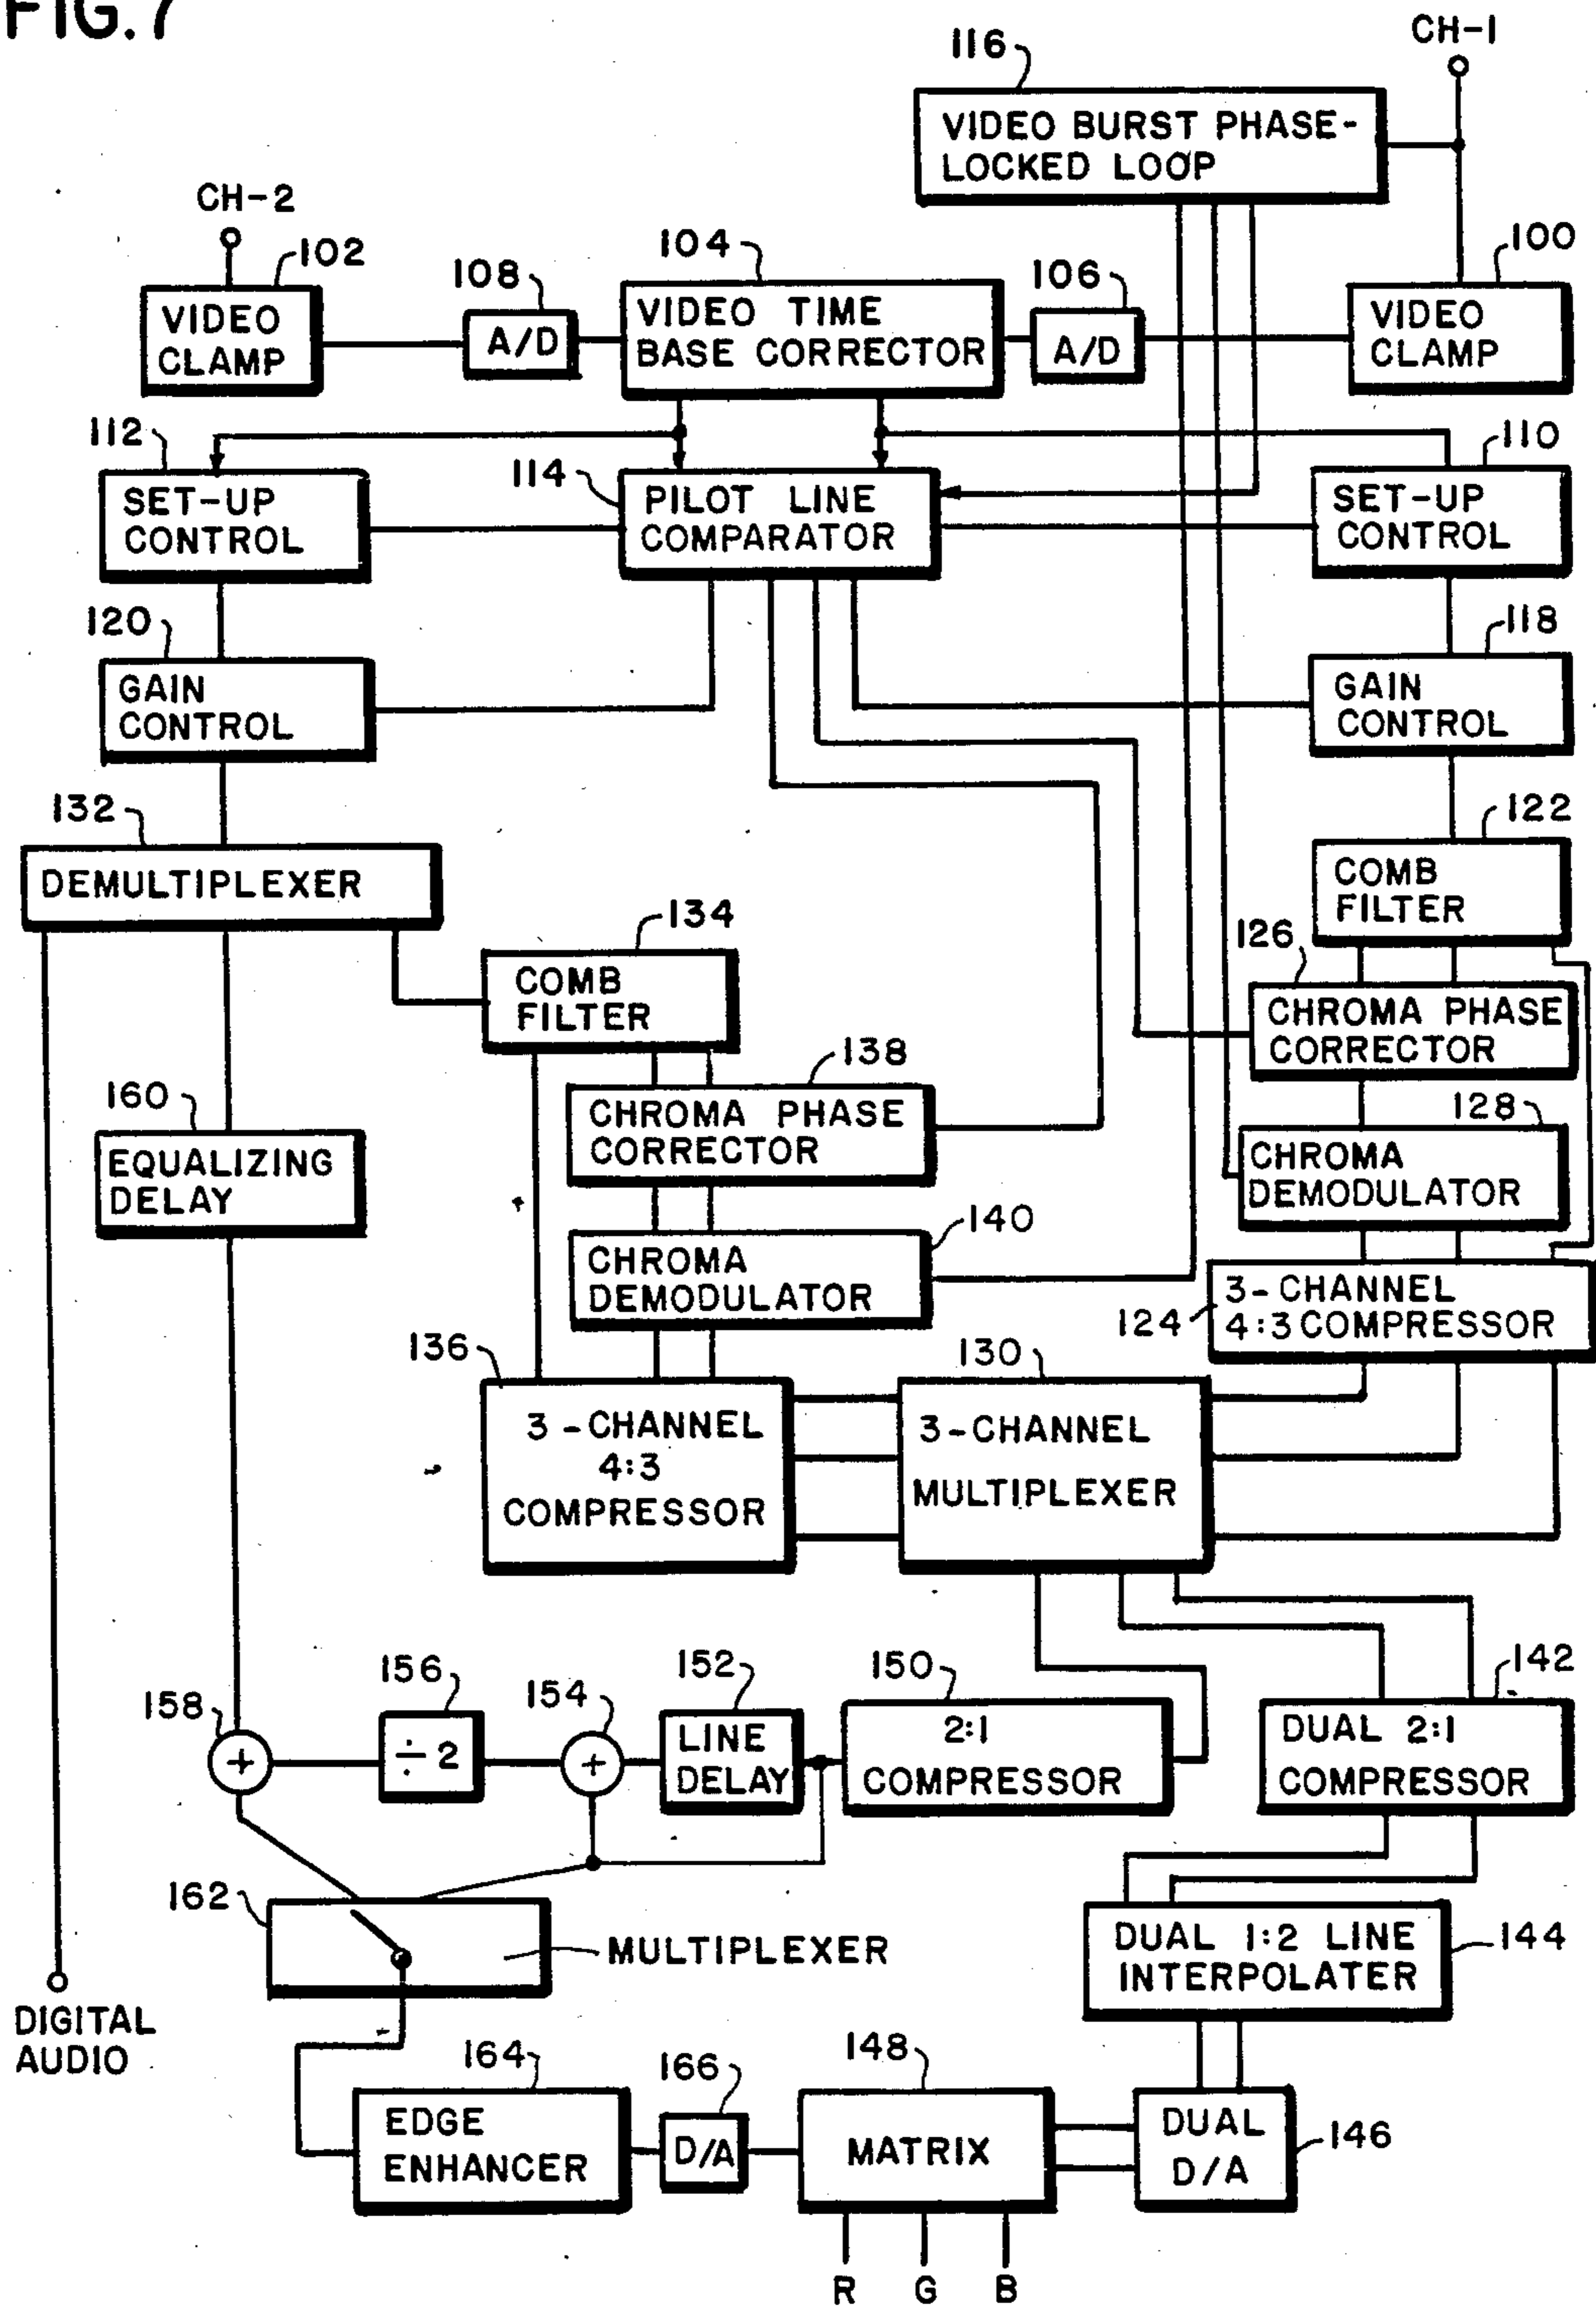 FIG. 7
CH-1
116
VIDEO BURST PHASE-
LOCKED LOOP
CH-2
102
VIDEO
CLAMP
108
A/D
104
VIDEO TIME
BASE CORRECTOR
106
A/D
100
VIDEO
CLAMP
112
SET-UP
CONTROL
114
PILOT LINE
COMPARATOR
110
SET-UP
CONTROL
120
GAIN
CONTROL
118
GAIN
CONTROL
132
DEMULTIPLEXER
122
COMB
FILTER
134
COMB
FILTER
126
CHROMA PHASE
CORRECTOR
138
CHROMA PHASE
CORRECTOR
128
CHROMA
DEMODULATOR
160
EQUALIZING
DELAY
140
CHROMA
DEMODULATOR
124
3-CHANNEL
4:3 COMPRESSOR
136
3-CHANNEL
4:3
COMPRESSOR
130
3-CHANNEL
MULTIPLEXER
158
+
156
÷2
154
+
152
LINE
DELAY
150
2:1
COMPRESSOR
142
DUAL 2:1
COMPRESSOR
162
MULTIPLEXER
DUAL 1:2 LINE
INTERPOLATER
144
DIGITAL
AUDIO
164
EDGE
ENHANCER
166
D/A
148
MATRIX
DUAL
D/A
146
R G B